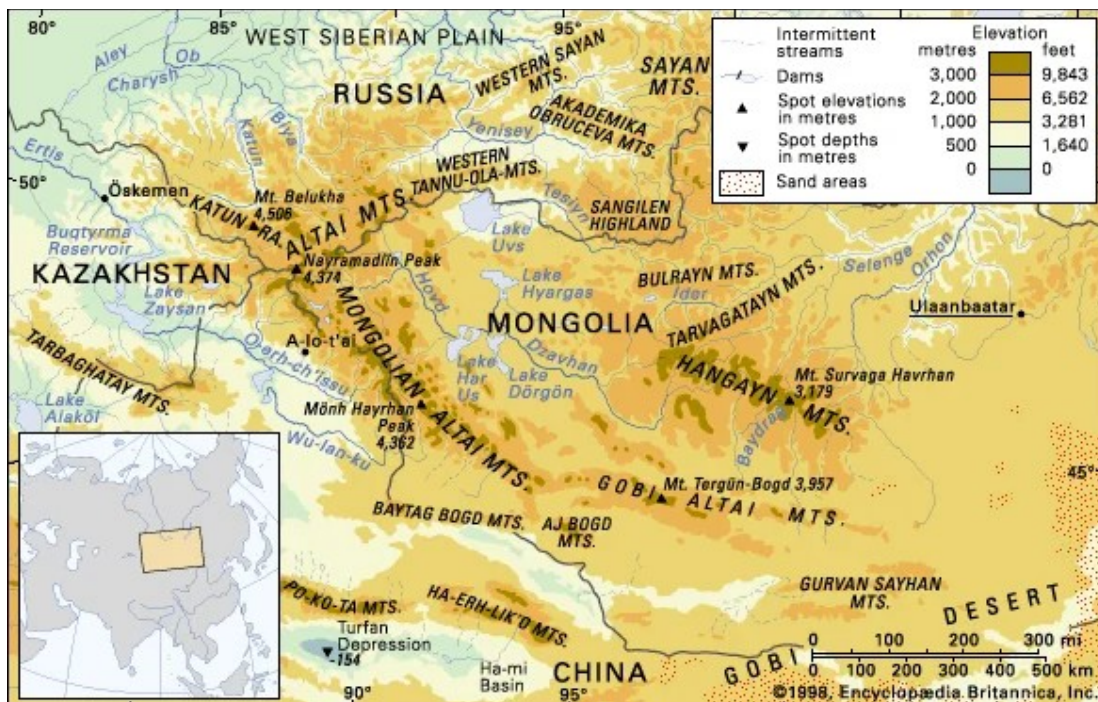 80°
85°
95°
WEST SIBERIAN PLAIN
Aley
Ob
Charysh
RUSSIA
WESTERN SAYAN
MTS.
SAYAN
MTS.
AKADEMIKA
OBRUCEVA MTS.
Katun
Biya
Yenisey
Ertis
50°
Öskemen
WESTERN
TANNU-OLA-MTS.
Mt. Belukha
4,506
KATUN
RA.
ALTAI MTS.
SANGILEN
HIGHLAND
Lake
Uvs
Buqtyrma
Reservoir
KAZAKHSTAN
Nayramadlin Peak
4,374
Lake
Zaysan
Hovd
Lake
Hyargas
BULRAYN MTS.
Ider
Selenge
Orhon
TARVAGATAYN MTS.
Ulaanbaatar
MONGOLIA
A-lo-t'ai
MONGOLIAN ALTAI MTS.
Dzavhan
HANGAYN MTS.
Mt. Survaga Havrhan
3,179
TARBAGHATAY MTS.
Lake
Har
Us
Lake
Dörgön
Lake
Alaköl
Mönh Hayrhan
Peak
4,362
Wu-lan-ku
Baydrag
45°
GOBI ALTAI MTS.
Mt. Tergün-Bogd 3,957
BAYTAG BOGD MTS.
AJ BOGD
MTS.
PO-KO-TA MTS.
HA-ERH-LIK'O MTS.
GURVAN SAYHAN
MTS.
Turfan
Depression
-154
Ha-mi
Basin
CHINA
GOBI DESERT
90°
95°
Intermittent
streams
Dams
Spot elevations
in metres
Spot depths
in metres
Sand areas
Elevation
metres feet
3,000 9,843
2,000 6,562
1,000 3,281
500 1,640
0 0
0 100 200 300 mi
0 100 200 300 400 500 km
©1998, Encyclopædia Britannica, Inc.